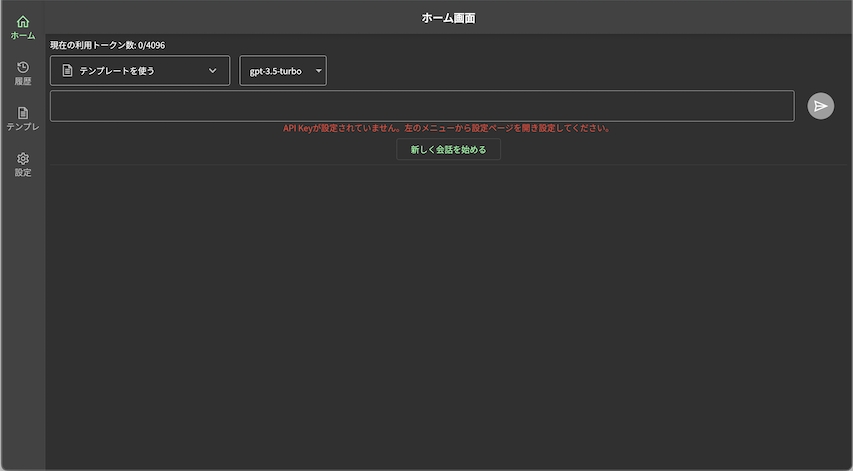 ホーム画面
ホーム
履歴
テンプレ
設定
現在の利用トークン数: 0/4096
テンプレートを使う
gpt-3.5-turbo
API Keyが設定されていません。左のメニューから設定ページを開き設定してください。
新しく会話を始める